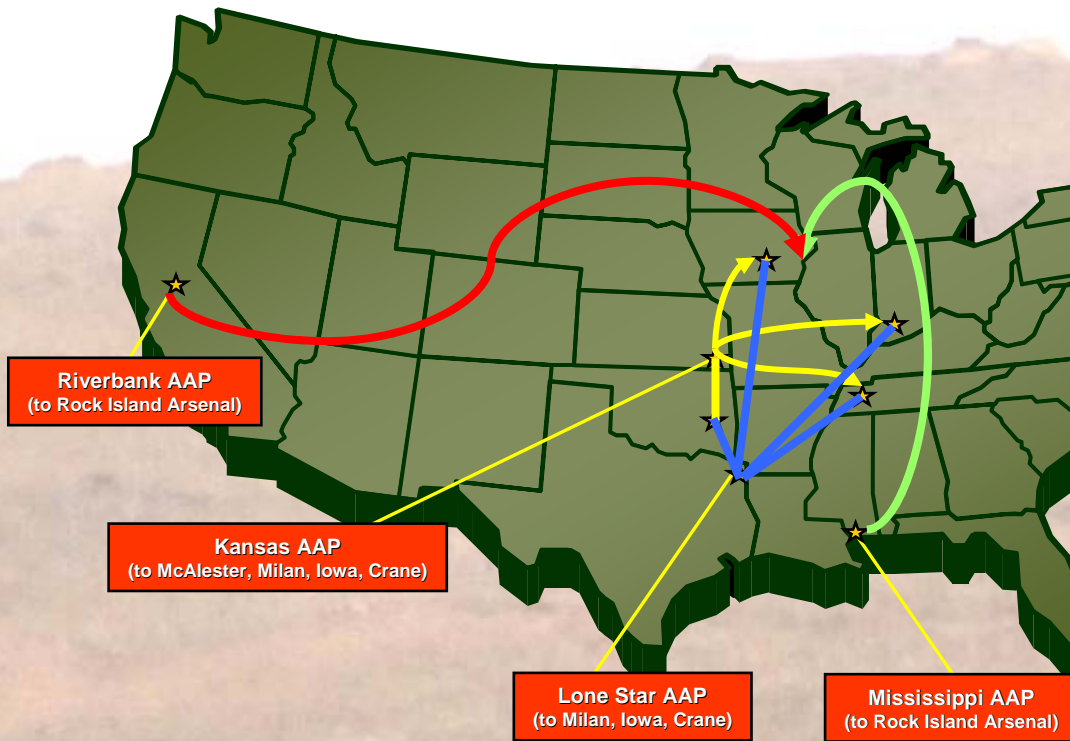 Riverbank AAP
(to Rock Island Arsenal)
Kansas AAP
(to McAlester, Milan, Iowa, Crane)
Lone Star AAP
(to Milan, Iowa, Crane)
Mississippi AAP
(to Rock Island Arsenal)